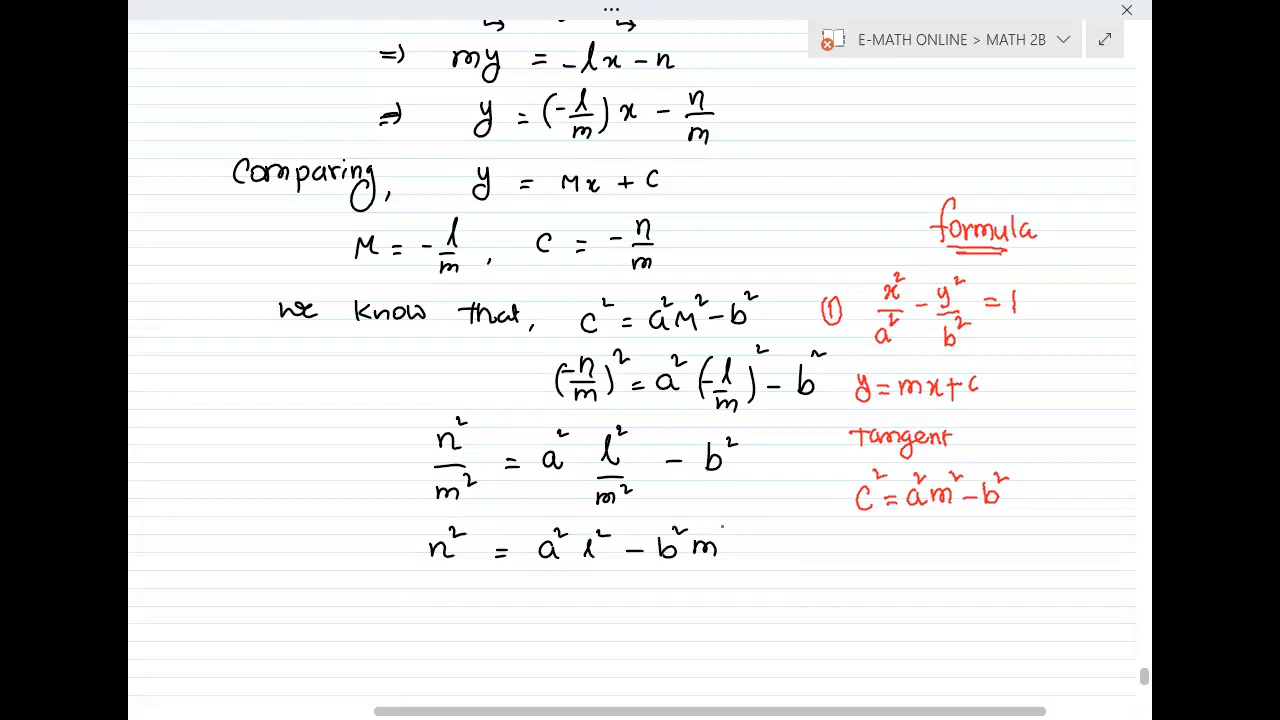 E-MATH ONLINE > MATH 2B
=> my = -lx - n
=> y = (-l/m) x - n/m
Comparing, y = Mx + C
M = -l/m , C = -n/m
formula
We know that, c² = a²M² - b²
① x²/a² - y²/b² = 1
(-n/m)² = a² (-l/m)² - b²
y = mx + c
Tangent
n²/m² = a² l²/m² - b²
c² = a²m² - b²
n² = a² l² - b² m